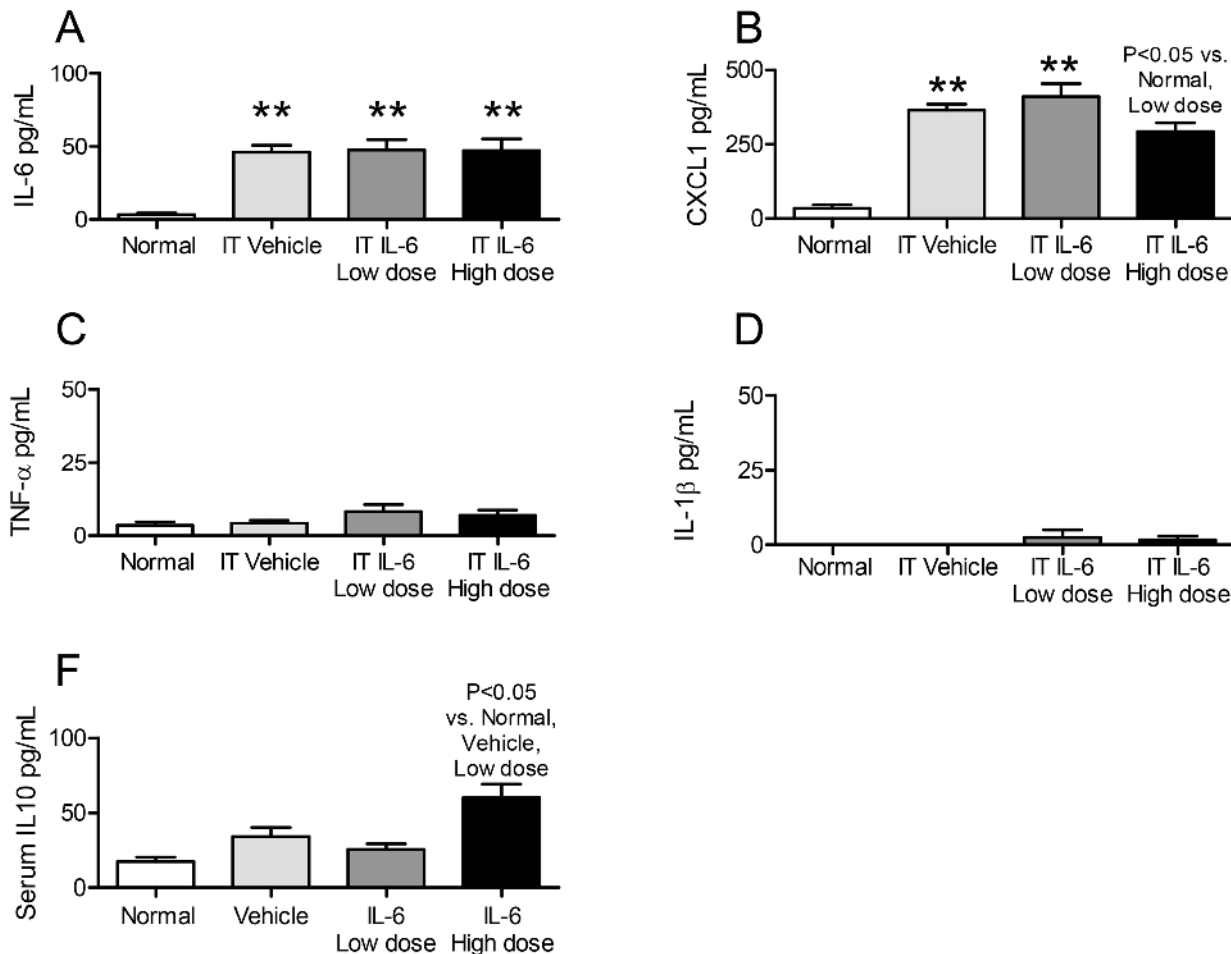 A
IL-6 pg/mL
100
50
0
**
**
**
Normal
IT Vehicle
IT IL-6
Low dose
IT IL-6
High dose
B
CXCL1 pg/mL
500
250
0
**
**
P<0.05 vs.
Normal,
Low dose
Normal
IT Vehicle
IT IL-6
Low dose
IT IL-6
High dose
C
TNF-α pg/mL
50
25
0
Normal
IT Vehicle
IT IL-6
Low dose
IT IL-6
High dose
D
IL-1β pg/mL
50
25
0
Normal
IT Vehicle
IT IL-6
Low dose
IT IL-6
High dose
F
Serum IL10 pg/mL
100
50
0
P<0.05
vs. Normal,
Vehicle,
Low dose
Normal
Vehicle
IL-6
Low dose
IL-6
High dose